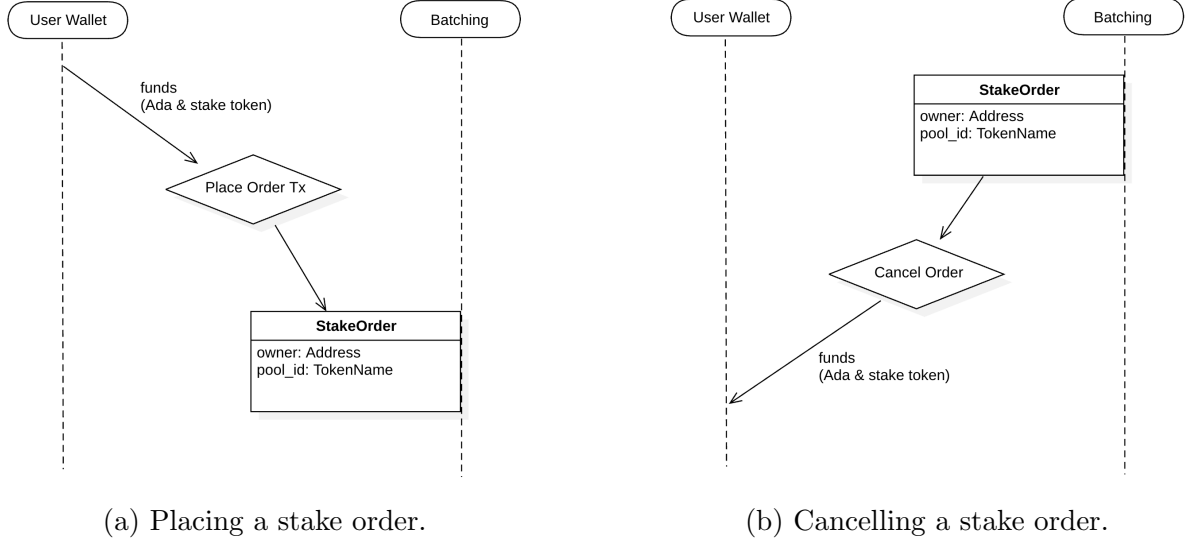 User Wallet
Batching
funds
(Ada & stake token)
Place Order Tx
StakeOrder
owner: Address
pool_id: TokenName
(a) Placing a stake order.
User Wallet
Batching
StakeOrder
owner: Address
pool_id: TokenName
Cancel Order
funds
(Ada & stake token)
(b) Cancelling a stake order.